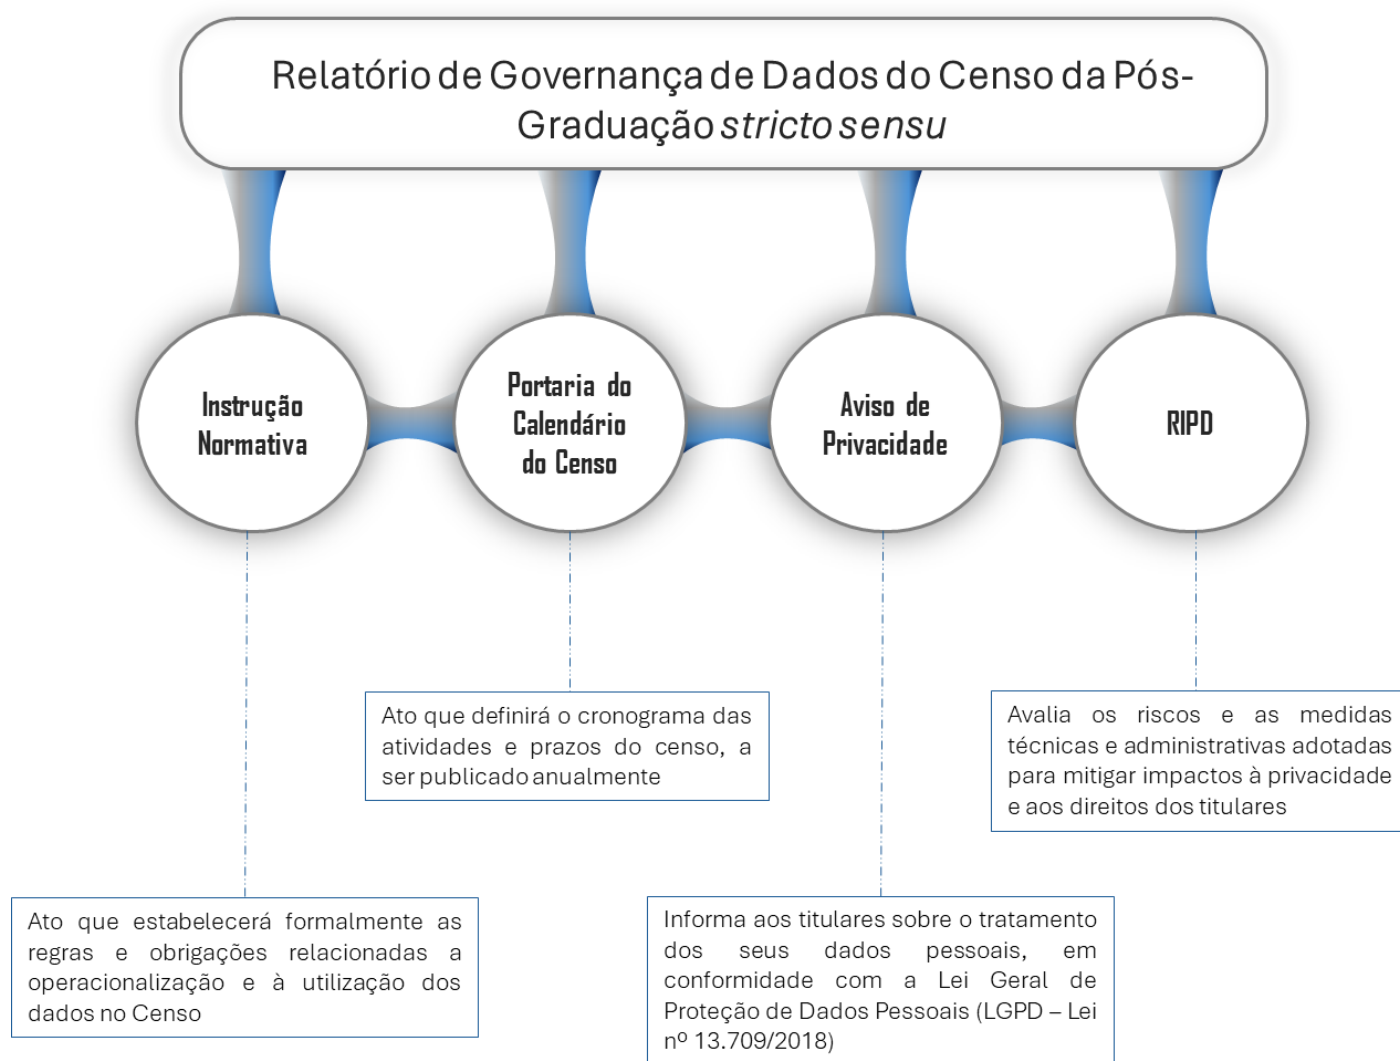 Relatório de Governança de Dados do Censo da Pós-
Graduação stricto sensu
Instrução
Normativa
Portaria do
Calendário
do Censo
Aviso de
Privacidade
RIPD
Ato que definirá o cronograma das
atividades e prazos do censo, a
ser publicado anualmente
Avalia os riscos e as medidas
técnicas e administrativas adotadas
para mitigar impactos à privacidade
e aos direitos dos titulares
Ato que estabelecerá formalmente as
regras e obrigações relacionadas a
operacionalização e à utilização dos
dados no Censo
Informa aos titulares sobre o tratamento
dos seus dados pessoais, em
conformidade com a Lei Geral de
Proteção de Dados Pessoais (LGPD – Lei
nº 13.709/2018)